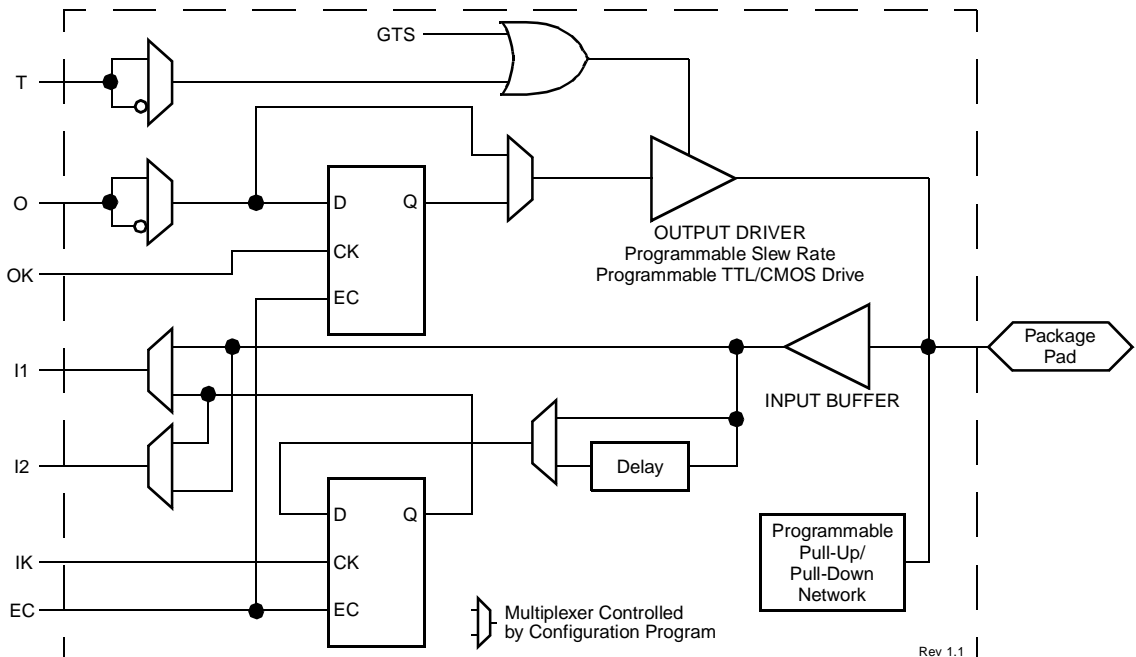 GTS
T
O
D
Q
CK
EC
OK
OUTPUT DRIVER
Programmable Slew Rate
Programmable TTL/CMOS Drive
I1
INPUT BUFFER
Package
Pad
I2
Delay
D
Q
CK
EC
IK
EC
Programmable
Pull-Up/
Pull-Down
Network
Multiplexer Controlled
by Configuration Program
Rev 1.1